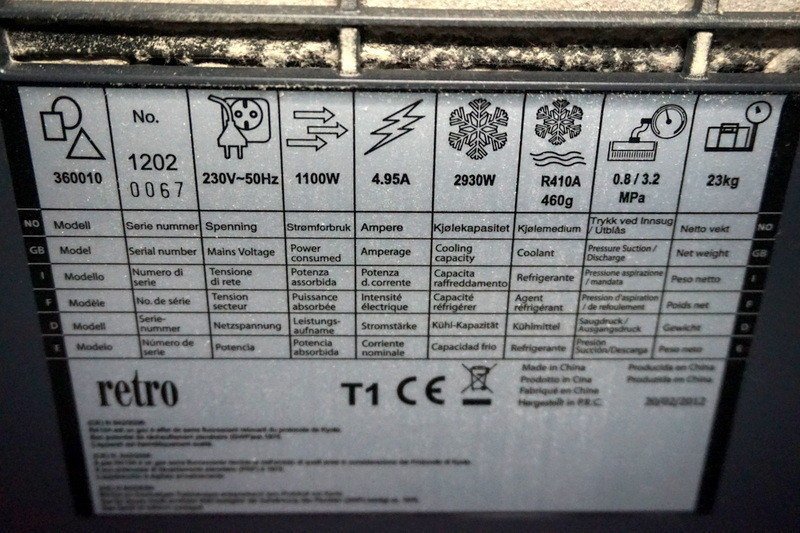 No.
1202
360010 0067 230V~50Hz 1100W 4.95A 2930W R410A 460g 0.8 / 3.2 MPa 23kg
NO Modell Serie nummer Spenning Strømforbruk Ampere Kjølekapasitet Kjølemedium Trykk ved Innsug / Utblås Netto vekt NO
GB Model Serial number Mains Voltage Power consumed Amperage Cooling capacity Coolant Pressure Suction / Discharge Net weight GB
I Modello Numero di serie Tensione di rete Potenza assorbida Potenza d. corrente Capacita raffreddamento Refrigerante Pressione aspirazione / mandata Peso netto I
F Modèle No. de série Tension secteur Puissance absorbée Intensité électrique Capacité réfrigérer Agent réfrigérant Pression d'aspiration / de refoulement Poids net F
D Modell Serie-nummer Netzspannung Leistungs-aufname Stromstärke Kühl-Kapazität Kühlmittel Saugdruck / Ausgangsdruck Gewicht D
E Modelo Número de serie Potencia Potencia absorbida Corriente nominale Capacidad frio Refrigerante Presión Succión/Descarga Peso neto E
retro T1 CE
Made in China Producida en China
Prodotto in Cina Produzida en China
Fabriqué en China
Hergestellt in P.R.C. 20/02/2012